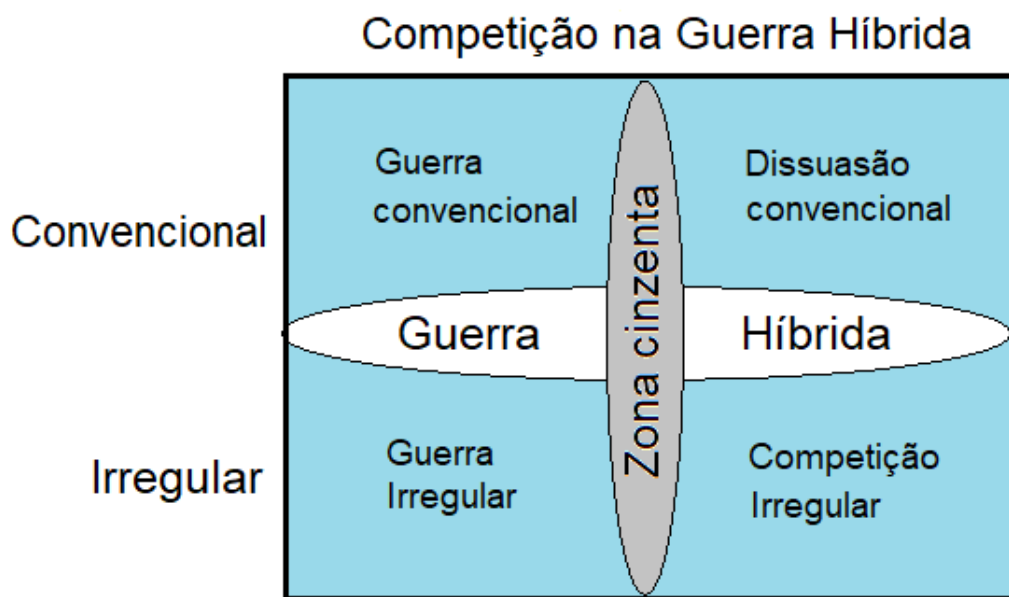 Competição na Guerra Híbrida
Convencional
Guerra
convencional
Dissuasão
convencional
Zona cinzenta
Guerra Híbrida
Irregular
Guerra
Irregular
Competição
Irregular